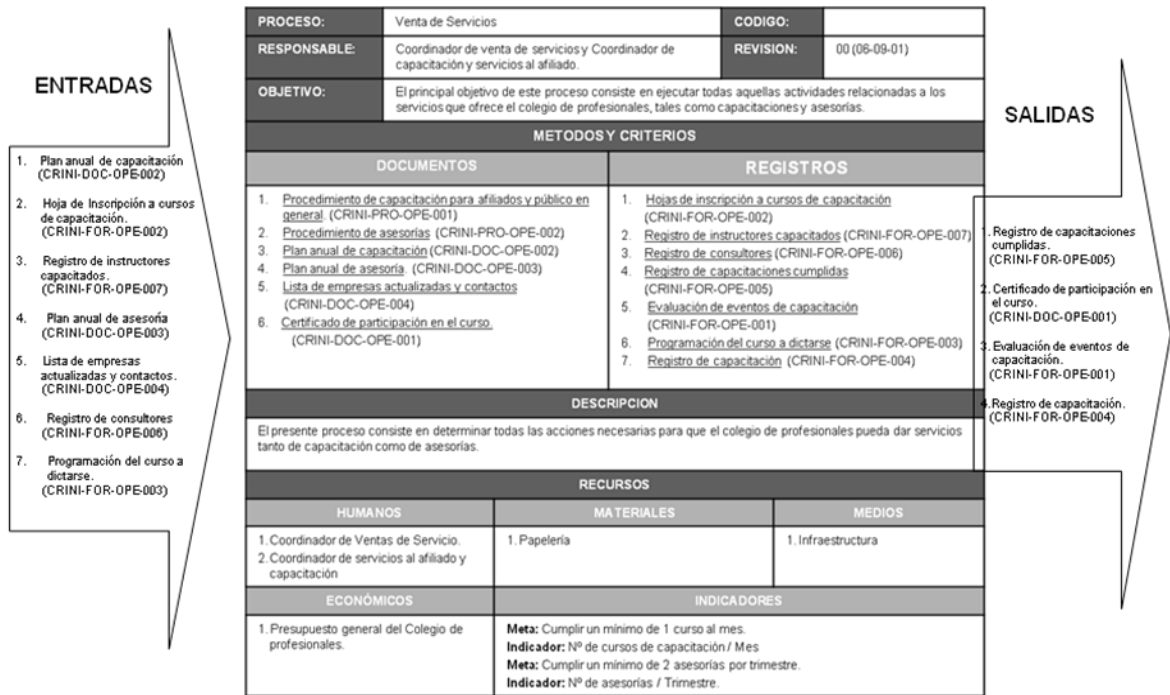 ENTRADAS
1. Plan anual de capacitación
(CRINI-DOC-OPE-002)
2. Hoja de Inscripción a cursos
de capacitación.
(CRINI-FOR-OPE-002)
3. Registro de instructores
capacitados.
(CRINI-FOR-OPE-007)
4. Plan anual de asesoría
(CRINI-DOC-OPE-003)
5. Lista de empresas
actualizadas y contactos.
(CRINI-DOC-OPE-004)
6. Registro de consultores
(CRINI-FOR-OPE-006)
7. Programación del curso a
dictarse.
(CRINI-FOR-OPE-003)
PROCESO: Venta de Servicios CODIGO:
RESPONSABLE: Coordinador de venta de servicios y Coordinador de
capacitación y servicios al afiliado.
REVISION: 00 (06-09-01)
OBJETIVO: El principal objetivo de este proceso consiste en ejecutar todas aquellas actividades relacionadas a los
servicios que ofrece el colegio de profesionales, tales como capacitaciones y asesorías.
METODOS Y CRITERIOS
DOCUMENTOS
1. Procedimiento de capacitación para afiliados y público en
general. (CRINI-PRO-OPE-001)
2. Procedimiento de asesorías (CRINI-PRO-OPE-002)
3. Plan anual de capacitación (CRINI-DOC-OPE-002)
4. Plan anual de asesoría. (CRINI-DOC-OPE-003)
5. Lista de empresas actualizadas y contactos
(CRINI-DOC-OPE-004)
6. Certificado de participación en el curso.
(CRINI-DOC-OPE-001)
REGISTROS
1. Hojas de inscripción a cursos de capacitación
(CRINI-FOR-OPE-002)
2. Registro de instructores capacitados (CRINI-FOR-OPE-007)
3. Registro de consultores (CRINI-FOR-OPE-006)
4. Registro de capacitaciones cumplidas
(CRINI-FOR-OPE-005)
5. Evaluación de eventos de capacitación
(CRINI-FOR-OPE-001)
6. Programación del curso a dictarse (CRINI-FOR-OPE-003)
7. Registro de capacitación (CRINI-FOR-OPE-004)
DESCRIPCION
El presente proceso consiste en determinar todas las acciones necesarias para que el colegio de profesionales pueda dar servicios
tanto de capacitación como de asesorías.
RECURSOS
HUMANOS MATERIALES MEDIOS
1. Coordinador de Ventas de Servicio.
2. Coordinador de servicios al afiliado y
capacitación
1. Papelería
1. Infraestructura
ECONÓMICOS INDICADORES
1. Presupuesto general del Colegio de
profesionales.
Meta: Cumplir un mínimo de 1 curso al mes.
Indicador: Nº de cursos de capacitación / Mes
Meta: Cumplir un mínimo de 2 asesorías por trimestre.
Indicador: Nº de asesorías / Trimestre.
SALIDAS
1. Registro de capacitaciones
cumplidas.
(CRINI-FOR-OPE-005)
2. Certificado de participación en
el curso.
(CRINI-DOC-OPE-001)
3. Evaluación de eventos de
capacitación.
(CRINI-FOR-OPE-001)
4. Registro de capacitación.
(CRINI-FOR-OPE-004)